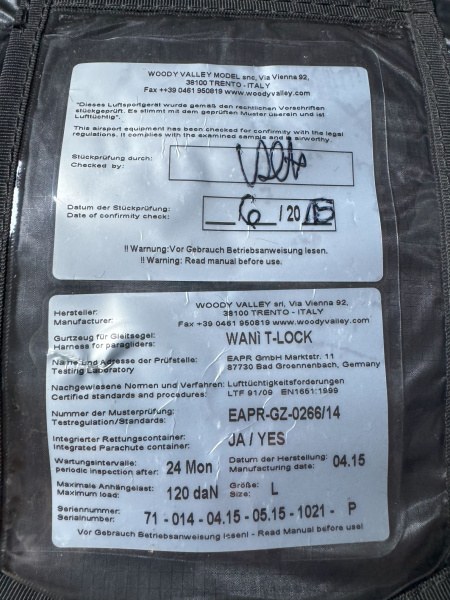 WOODY VALLEY MODEL snc, Via Vienna 92,
38100 TRENTO - ITALY
Fax ++39 0461 950819 www.woodyvalley.com
"Dieses Luftsportgerät wurde gemäß den rechtlichen Vorschriften
stückgeprüft. Es stimmt mit dem geprüften Muster überein und ist
Lufttüchtig".
This airsport equipment has been checked for conformity with the legal
regulations. It complies with the examined sample and is airworthy.
Stückprüfung durch:
Checked by:
Datum der Stückprüfung:
Date of confirmity check:
6 / 20 15
!! Warnung:Vor Gebrauch Betriebsanweisung lesen.
!! Warning: Read manual before use.
Hersteller:
Manufacturer:
WOODY VALLEY srl, Via Vienna 92,
38100 TRENTO - ITALY
Fax ++39 0461 950819 www.woodyvalley.com
Gurtzeug für Gleitsegel:
Harness for paragliders:
WANI T-LOCK
Name und Adresse der Prüfstelle:
Testing Laboratory
EAPR GmbH Marktstr. 11
87730 Bad Groennenbach, Germany
Nachgewiesene Normen und Verfahren:
Certified standards and procedures:
Lufttüchtigkeitsforderungen
LTF 91/09 EN1651:1999
Nummer der Musterprüfung:
Testregulation/Standards:
EAPR-GZ-0266/14
Integrierter Rettungscontainer:
Integrated Parachute container:
JA / YES
Wartungsintervalle:
periodic inspection after:
24 Mon
Datum der Herstellung:
Manufacturing date:
04.15
Maximale Anhängelast:
Maximum load:
120 daN
Größe:
Size:
L
Seriennummer:
Serialnumber:
71 - 014 - 04.15 - 05.15 - 1021 - P
Vor Gebrauch Betriebsanweisung lesen! - Read Manual before use!